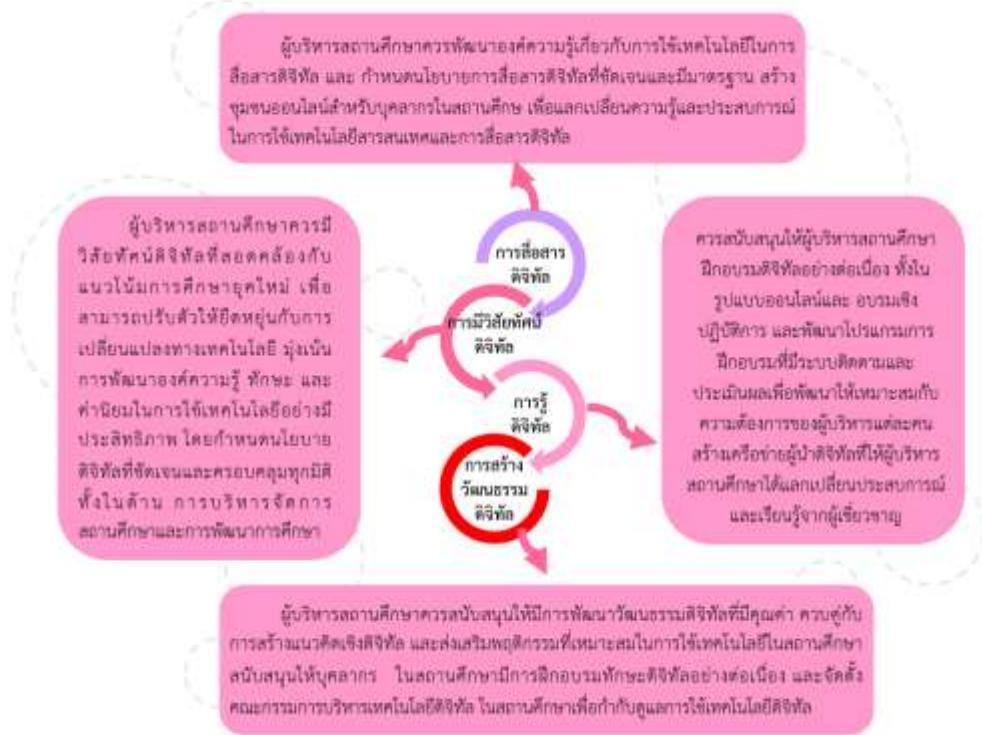 ผู้บริหารสถานศึกษาควรพัฒนาองค์ความรู้เกี่ยวกับการใช้เทคโนโลยีในการ
สื่อสารดิจิทัล และ กำหนดนโยบายการสื่อสารดิจิทัลที่ชัดเจนและมีมาตรฐาน สร้าง
ชุมชนออนไลน์สำหรับบุคลากรในสถานศึกษ เพื่อแลกเปลี่ยนความรู้และประสบการณ์
ในการใช้เทคโนโลยีสารสนเทศและการสื่อสารดิจิทัล
การสื่อสาร
ดิจิทัล
ผู้บริหารสถานศึกษาควรมี
วิสัยทัศน์ดิจิทัลที่สอดคล้องกับ
แนวโน้มการศึกษายุคใหม่ เพื่อ
สามารถปรับตัวให้ยืดหยุ่นกับการ
เปลี่ยนแปลงทางเทคโนโลยี มุ่งเน้น
การพัฒนาองค์ความรู้ ทักษะ และ
ค่านิยมในการใช้เทคโนโลยีอย่างมี
ประสิทธิภาพ โดยกำหนดนโยบาย
ดิจิทัลที่ชัดเจนและครอบคลุมทุกมิติ
ทั้งในด้าน การบริหารจัดการ
สถานศึกษาและการพัฒนาการศึกษา
การมีวิสัยทัศน์
ดิจิทัล
การรู้
ดิจิทัล
ควรสนับสนุนให้ผู้บริหารสถานศึกษา
ฝึกอบรมดิจิทัลอย่างต่อเนื่อง ทั้งใน
รูปแบบออนไลน์และ อบรมเชิง
ปฏิบัติการ และพัฒนาโปรแกรมการ
ฝึกอบรมที่มีระบบติดตามและ
ประเมินผลเพื่อพัฒนาให้เหมาะสมกับ
ความต้องการของผู้บริหารแต่ละคน
สร้างเครือข่ายผู้นำดิจิทัลที่ให้ผู้บริหาร
สถานศึกษาได้แลกเปลี่ยนประสบการณ์
และเรียนรู้จากผู้เชี่ยวชาญ
การสร้าง
วัฒนธรรม
ดิจิทัล
ผู้บริหารสถานศึกษาควรสนับสนุนให้มีการพัฒนาวัฒนธรรมดิจิทัลที่มีคุณค่า ควบคู่กับ
การสร้างแนวคิดเชิงดิจิทัล และส่งเสริมพฤติกรรมที่เหมาะสมในการใช้เทคโนโลยีในสถานศึกษา
สนับสนุนให้บุคลากร ในสถานศึกษามีการฝึกอบรมทักษะดิจิทัลอย่างต่อเนื่อง และจัดตั้ง
คณะกรรมการบริหารเทคโนโลยีดิจิทัล ในสถานศึกษาเพื่อกำกับดูแลการใช้เทคโนโลยีดิจิทัล